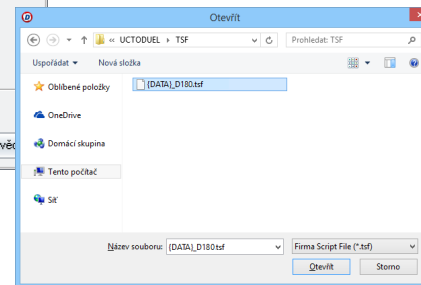 Otevřít
« UCTODUEL ▸ TSF
Prohledat: TSF
Uspořádat
Nová složka
Oblíbené položky
{DATA}_D180.tsf
OneDrive
Domácí skupina
Tento počítač
Síť
Název souboru: {DATA}_D180.tsf
Firma Script File (*.tsf)
Otevřít
Storno